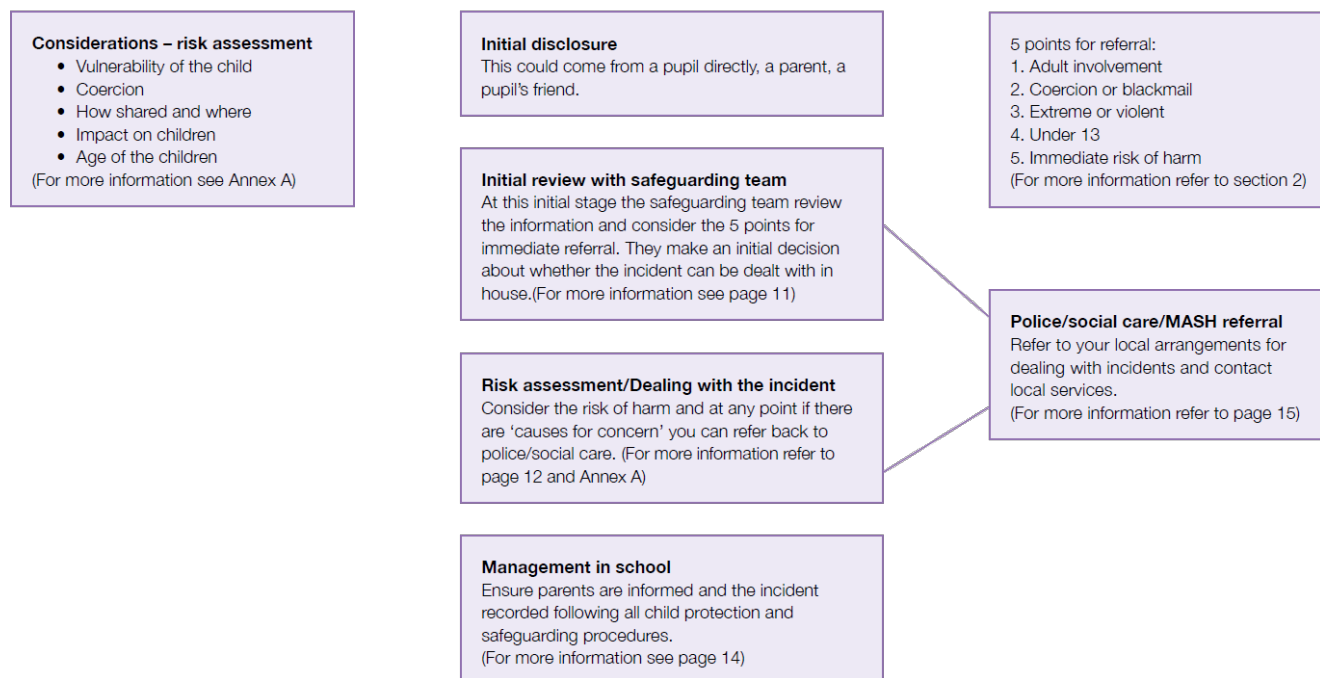 Considerations – risk assessment
• Vulnerability of the child
• Coercion
• How shared and where
• Impact on children
• Age of the children
(For more information see Annex A)
Initial disclosure
This could come from a pupil directly, a parent, a
pupil's friend.
Initial review with safeguarding team
At this initial stage the safeguarding team review
the information and consider the 5 points for
immediate referral. They make an initial decision
about whether the incident can be dealt with in
house.(For more information see page 11)
Risk assessment/Dealing with the incident
Consider the risk of harm and at any point if there
are ‘causes for concern’ you can refer back to
police/social care. (For more information refer to
page 12 and Annex A)
Management in school
Ensure parents are informed and the incident
recorded following all child protection and
safeguarding procedures.
(For more information see page 14)
5 points for referral:
1. Adult involvement
2. Coercion or blackmail
3. Extreme or violent
4. Under 13
5. Immediate risk of harm
(For more information refer to section 2)
Police/social care/MASH referral
Refer to your local arrangements for
dealing with incidents and contact
local services.
(For more information refer to page 15)